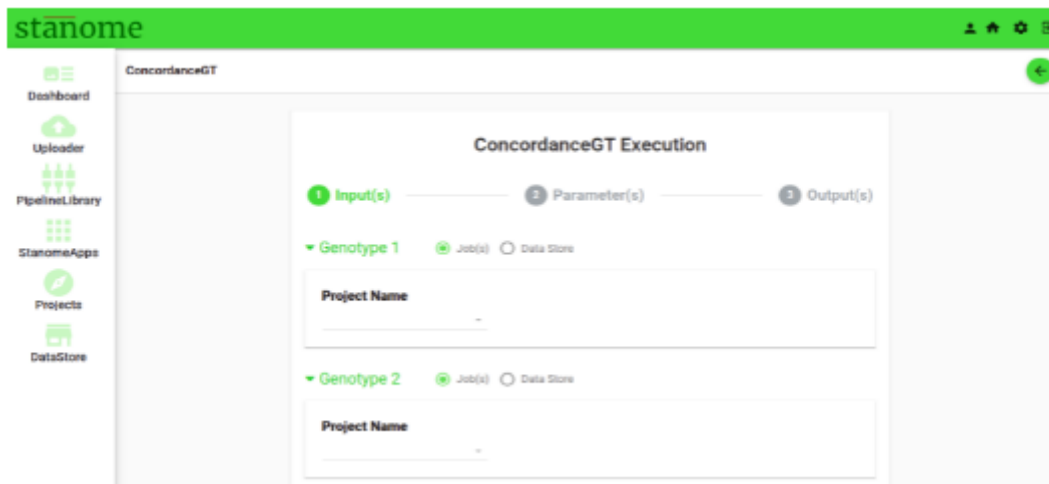 stanome
ConcordanceGT
Dashboard
Uploader
PipelineLibrary
StanomeApps
Projects
DataStore
ConcordanceGT Execution
1 Input(s) 2 Parameter(s) 3 Output(s)
Genotype 1 Job(s) Data Store
Project Name
Genotype 2 Job(s) Data Store
Project Name